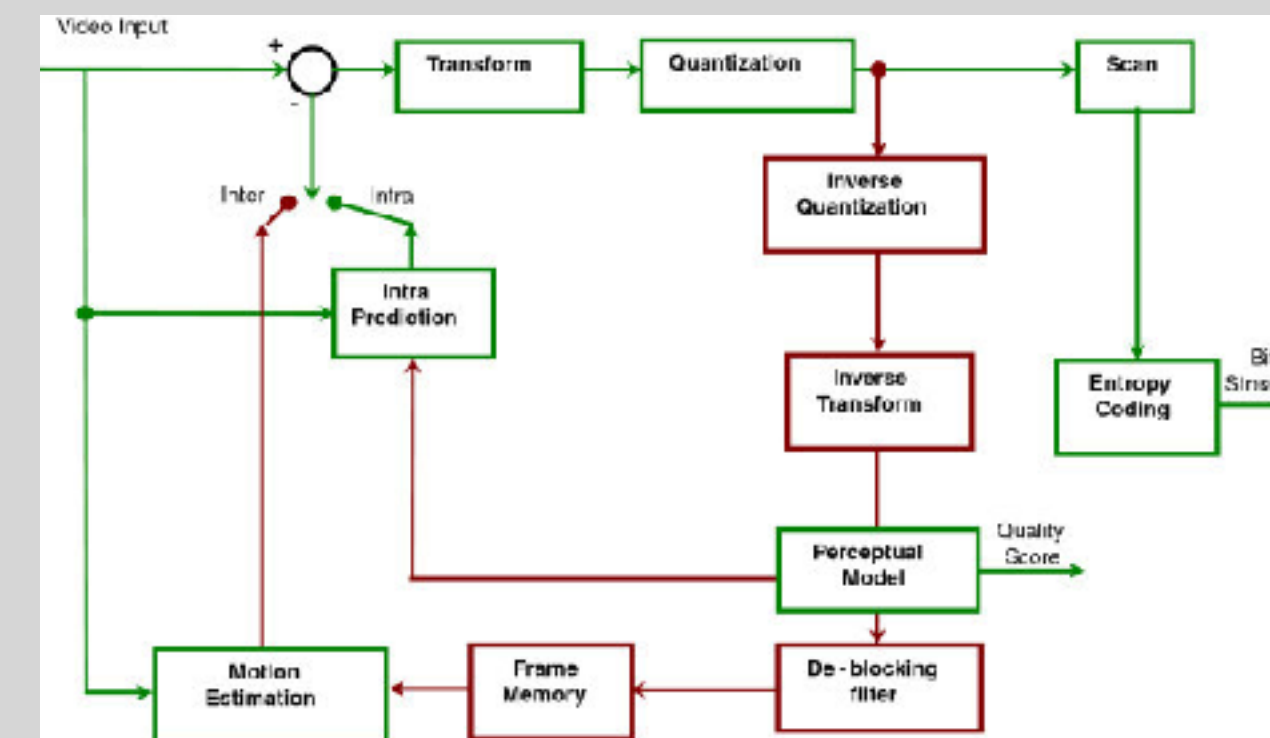 Video Input
+
Transform
Quantization
Scan
-
Inter
Intra
Inverse
Quantization
Intra
Prediction
Inverse
Transform
Entropy
Coding
Perceptual
Model
Quality
Score
Motion
Estimation
Frame
Memory
De-blocking
filter